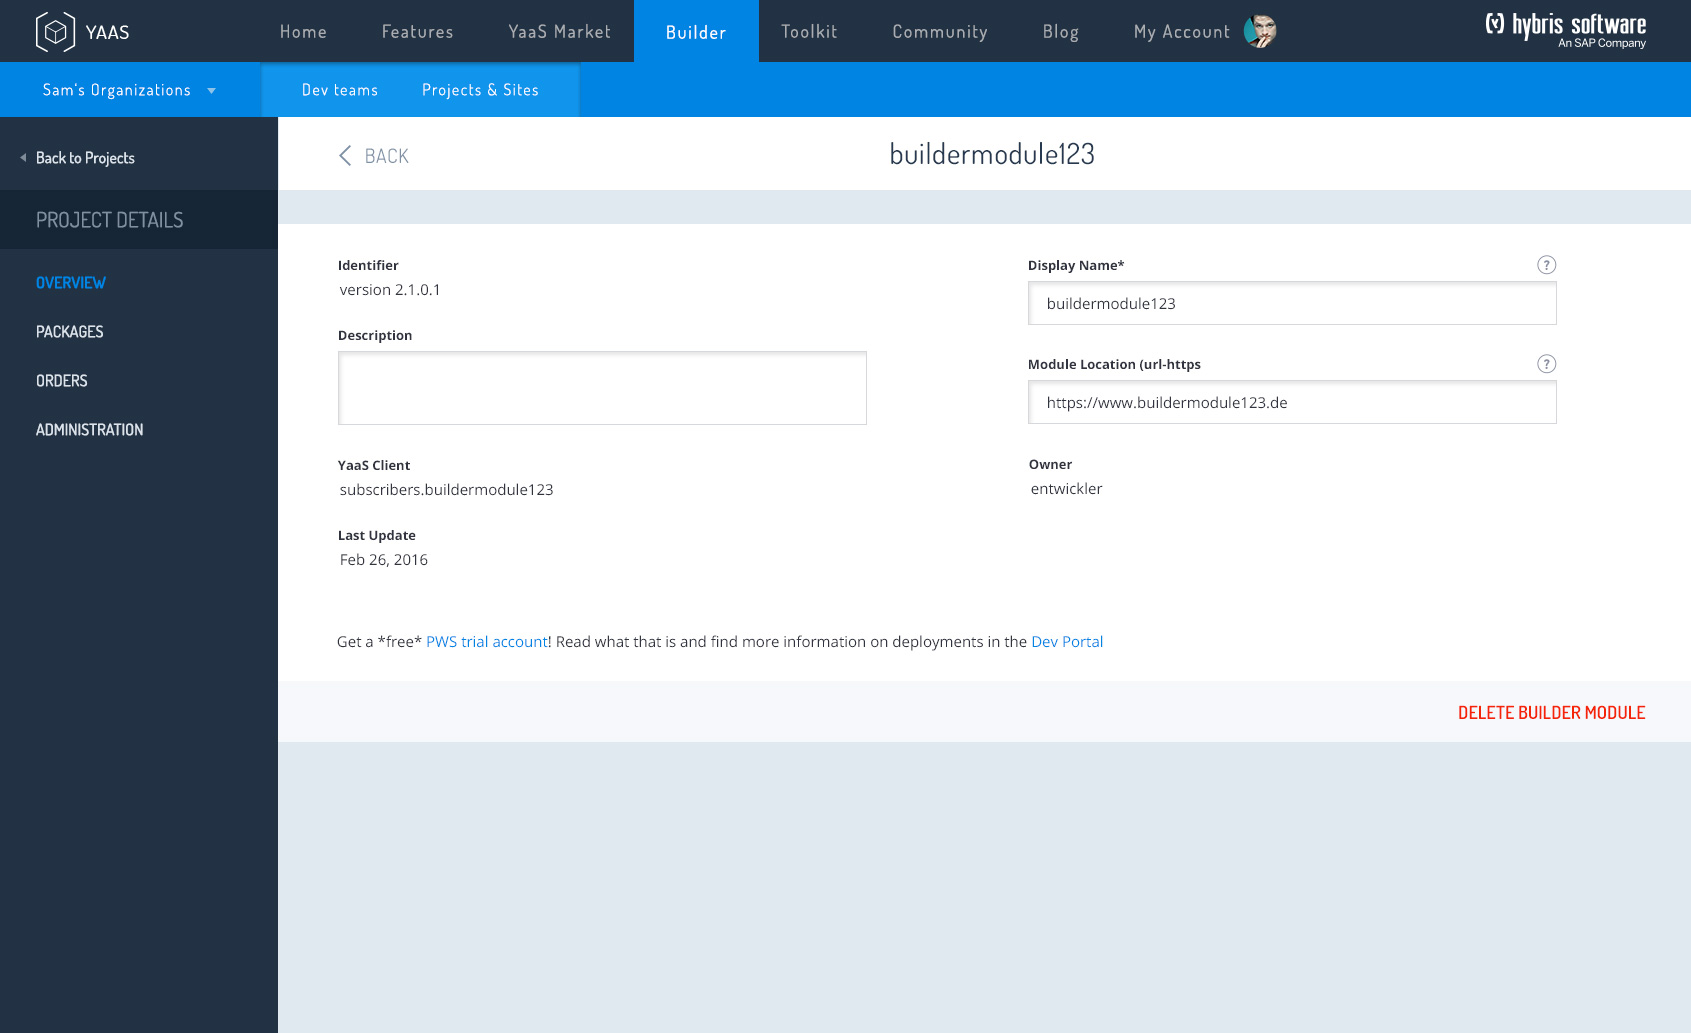 YAAS
Home Features YaaS Market Builder Toolkit Community Blog My Account
hybris software
An SAP Company
Sam's Organizations Dev teams Projects & Sites
Back to Projects
BACK
buildermodule123
PROJECT DETAILS
OVERVIEW
PACKAGES
ORDERS
ADMINISTRATION
Identifier
version 2.1.0.1
Description
YaaS Client
subscribers.buildermodule123
Last Update
Feb 26, 2016
Display Name*
?
buildermodule123
Module Location (url-https
?
https://www.buildermodule123.de
Owner
entwickler
Get a *free* PWS trial account! Read what that is and find more information on deployments in the Dev Portal
DELETE BUILDER MODULE